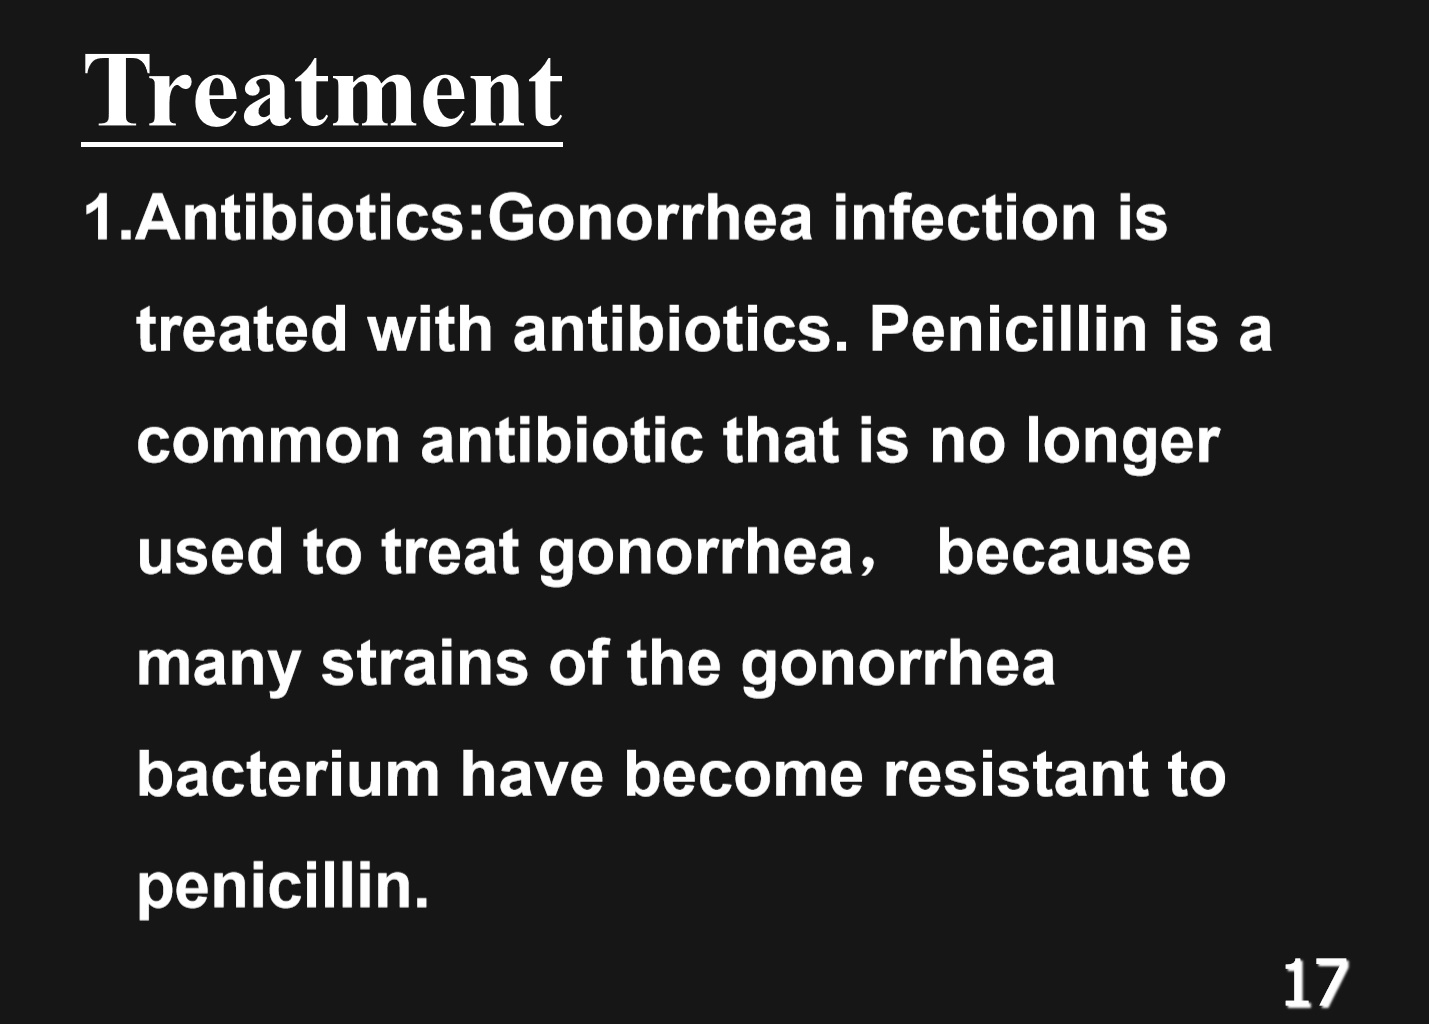 Treatment
1.Antibiotics:Gonorrhea infection is
treated with antibiotics. Penicillin is a
common antibiotic that is no longer
used to treat gonorrhea， because
many strains of the gonorrhea
bacterium have become resistant to
penicillin.
17